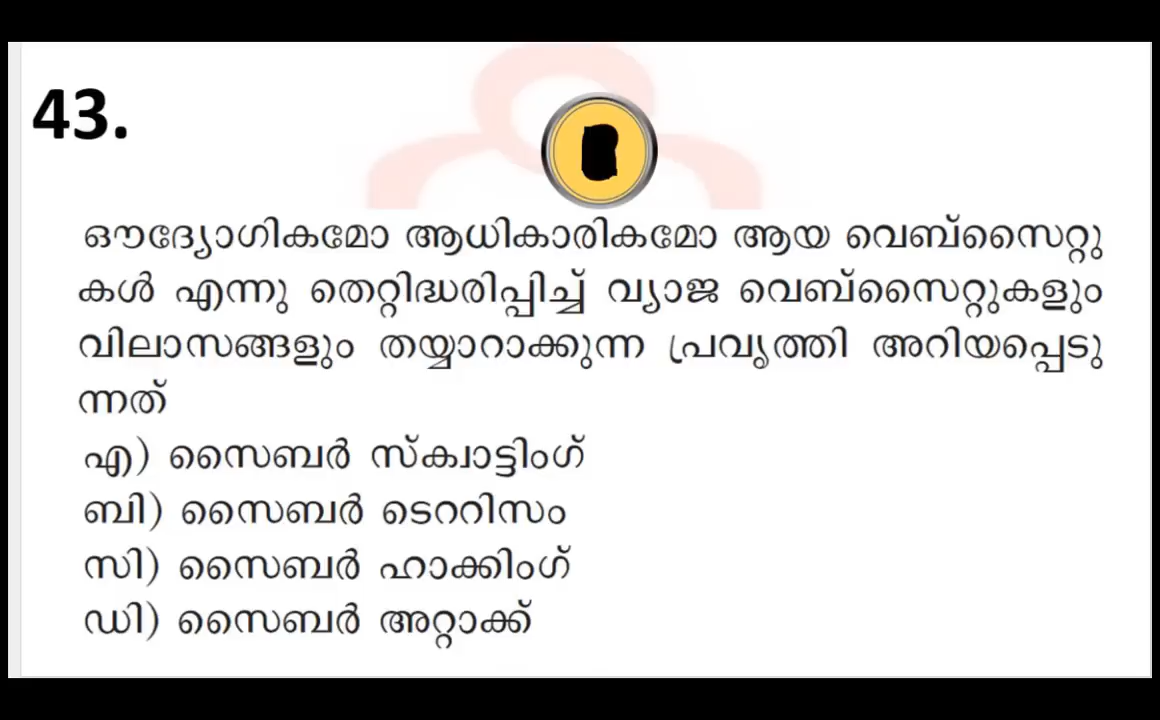 43.
ഔദ്യോഗികമോ ആധികാരികമോ ആയ വെബ്സൈറ്റു
കൾ എന്നു തെറ്റിദ്ധരിപ്പിച്ച് വ്യാജ വെബ്സൈറ്റുകളും
വിലാസങ്ങളും തയ്യാറാക്കുന്ന പ്രവൃത്തി അറിയപ്പെടു
ന്നത്
എ) സൈബർ സ്ക്വാട്ടിംഗ്
ബി) സൈബർ ടെററിസം
സി) സൈബർ ഹാക്കിംഗ്
ഡി) സൈബർ അറ്റാക്ക്